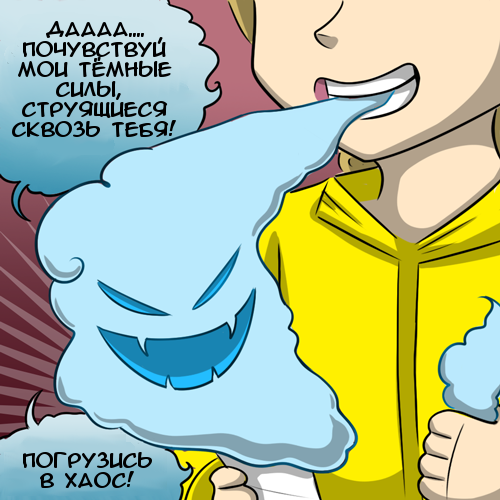 ДАААА....
ПОЧУВСТВУЙ
МОИ ТЁМНЫЕ
СИЛЫ,
СТРУЯЩИЕСЯ
СКВОЗЬ ТЕБЯ!
ПОГРУЗИСЬ
В ХАОС!